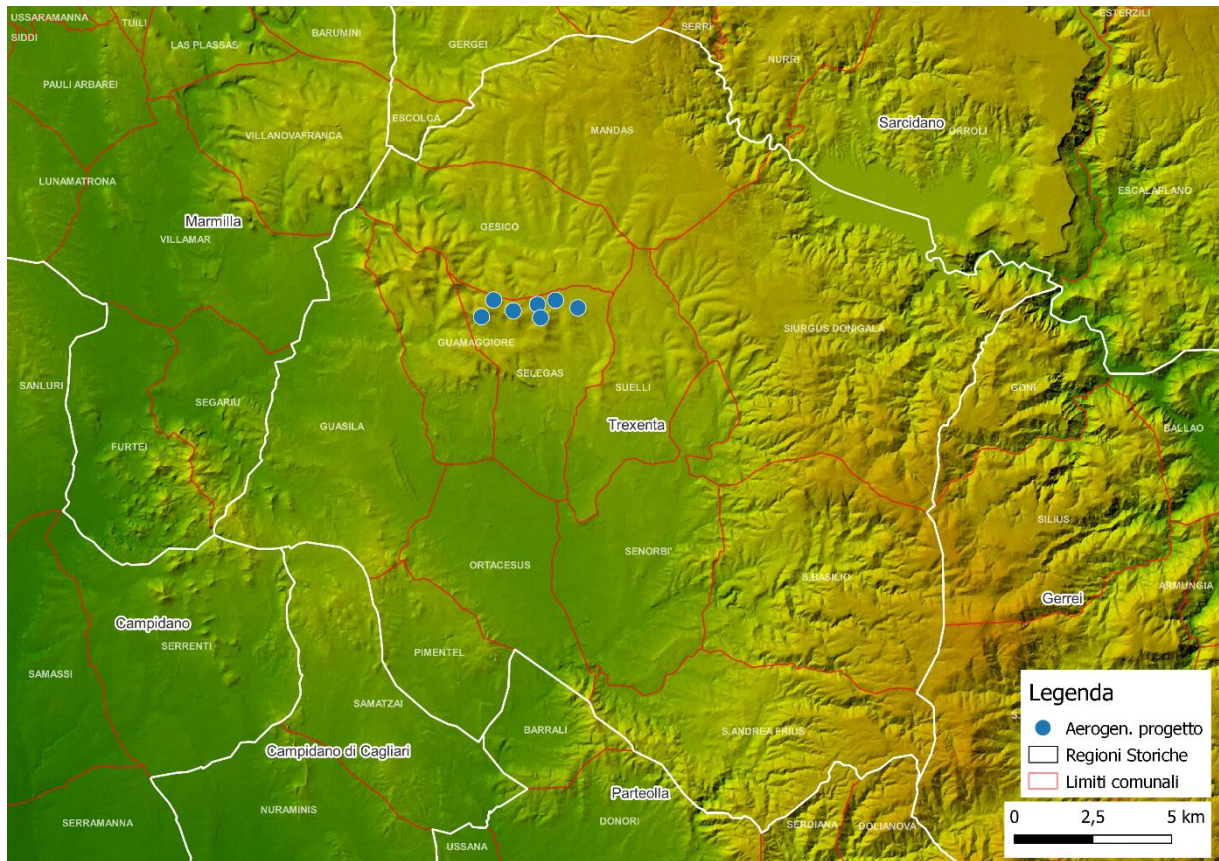 USSARAMANNA
TUILI
SIDDI
LAS PLASSAS
BARUMINI
GERGEI
SERRI
NURRI
ESTERZILI
PAULI ARBAREI
VILLANOVAFRANCA
ESCOLCA
MANDAS
Sarcidano
ORROLI
LUNAMATRONA
ESCALAPLANO
Marmilla
VILLAMAR
GESICO
SIURGUS DONIGALA
GUAMAGGIORE
SELEGAS
SUELLI
GONI
SANLURI
SEGARIU
GUASILA
Trexenta
BALLAO
FURTEI
SILIUS
ORTACESUS
SENORBI'
S.BASILIO
ARMUNGIA
Gerrei
Campidano
SERRENTI
PIMENTEL
SAMASSI
SAMATZAI
BARRALI
S.ANDREA FRIUS
Campidano di Cagliari
Parteolla
NURAMINIS
DONORI
SERRAMANNA
USSANA
SERDIANA
DOLIANOVA
Legenda
Aerogen. progetto
Regioni Storiche
Limiti comunali
0 2,5 5 km